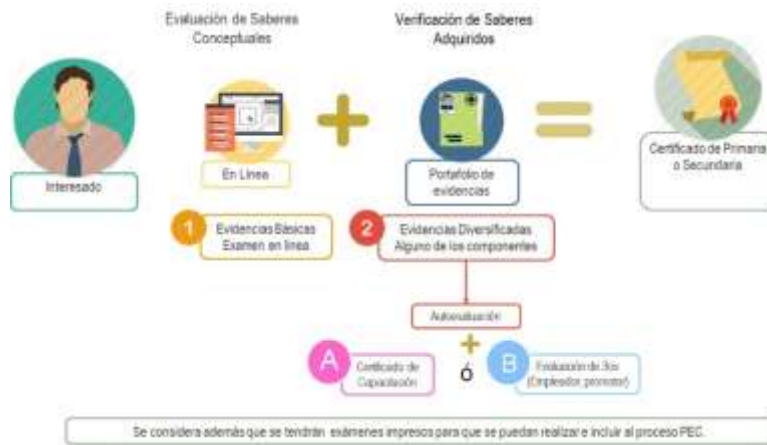 Evaluación de Saberes
Conceptuales
Verificación de Saberes
Adquiridos
Interesado
En Línea
Portafolio de
evidencias
Certificado de Primaria
o Secundaria
1
Evidencias Básicas
Examen en línea
2
Evidencias Diversificadas
Alguno de los componentes
Autoevaluación
+
A
Certificado de
Capacitación
ó
B
Evaluación de 3os
(Empleador, promotor)
Se considera además que se tendrán exámenes impresos para que se puedan realizar e incluir al proceso PEC.